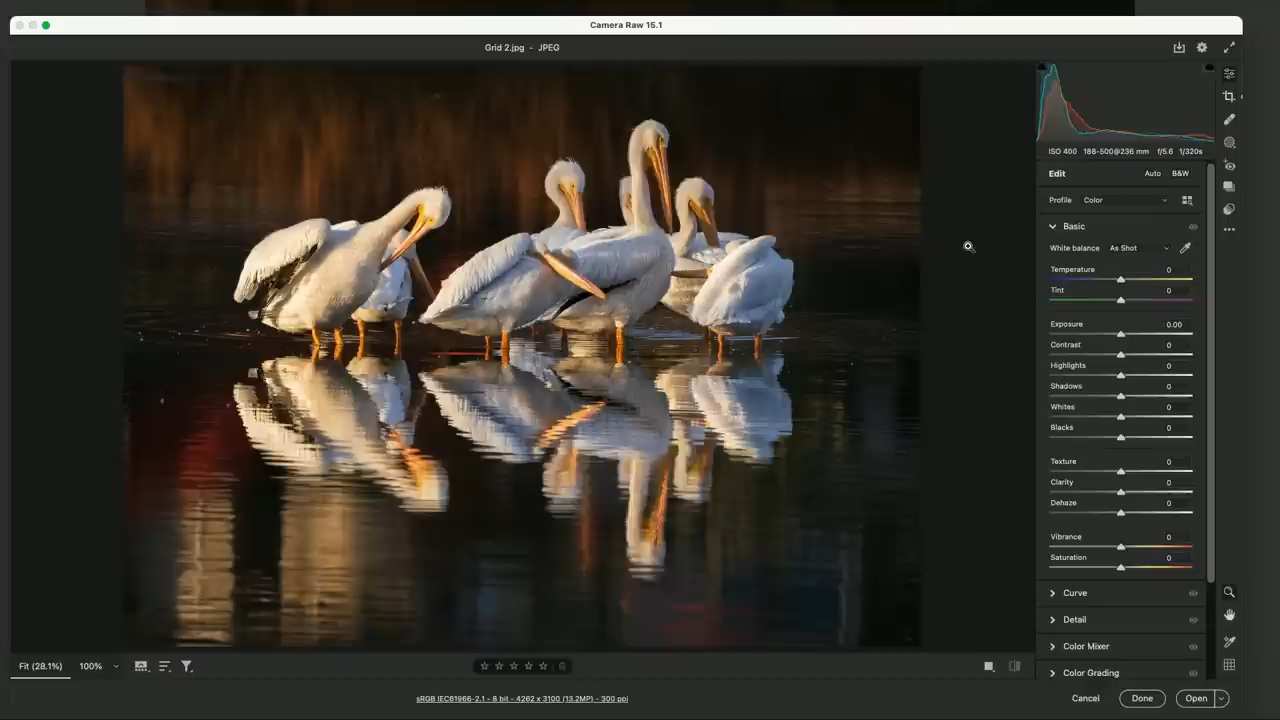 Camera Raw 15.1
Grid 2.jpg - JPEG
ISO 400 188-500@236 mm f/5.6 1/320s
Edit Auto B&W
Profile Color
Basic
White balance As Shot
Temperature 0
Tint 0
Exposure 0.00
Contrast 0
Highlights 0
Shadows 0
Whites 0
Blacks 0
Texture 0
Clarity 0
Dehaze 0
Vibrance 0
Saturation 0
Curve
Detail
Color Mixer
Color Grading
Fit (28.1%) 100%
sRGB IEC61966-2.1 - 8 bit - 4262 x 3100 (13.2MP) - 300 ppi
Cancel Done Open